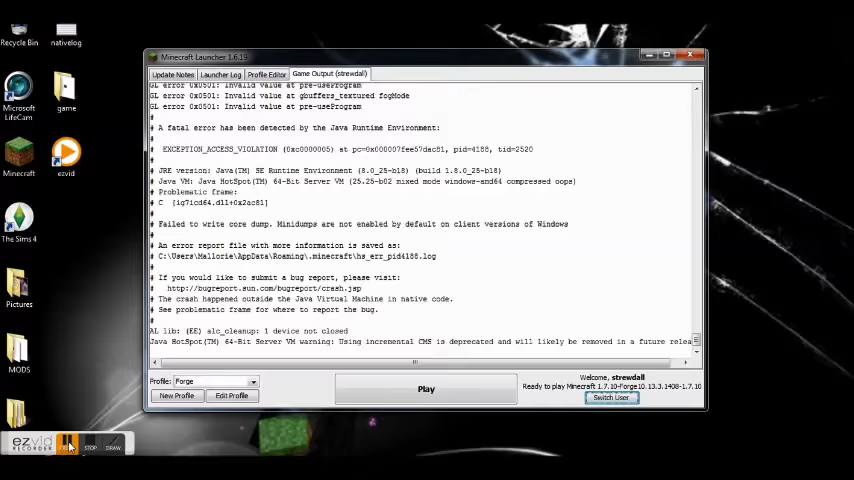 Recycle Bin
nativelog
Microsoft
LifeCam
game
Minecraft
ezvid
The Sims 4
Pictures
MODS
Minecraft Launcher 1.6.19
Update Notes
Launcher Log
Profile Editor
Game Output (strewdall)
GL error 0x0501: Invalid value at pre-useProgram
GL error 0x0501: Invalid value at gbuffers_textured fogMode
GL error 0x0501: Invalid value at pre-useProgram
#
# A fatal error has been detected by the Java Runtime Environment:
#
# EXCEPTION_ACCESS_VIOLATION (0xc0000005) at pc=0x000007fee57dac81, pid=4188, tid=2520
#
# JRE version: Java(TM) SE Runtime Environment (8.0_25-b18) (build 1.8.0_25-b18)
# Java VM: Java HotSpot(TM) 64-Bit Server VM (25.25-b02 mixed mode windows-amd64 compressed oops)
# Problematic frame:
# C [ig7icd64.dll+0x2ac81]
#
# Failed to write core dump. Minidumps are not enabled by default on client versions of Windows
#
# An error report file with more information is saved as:
# C:\Users\Mallorie\AppData\Roaming\.minecraft\hs_err_pid4188.log
#
# If you would like to submit a bug report, please visit:
# http://bugreport.sun.com/bugreport/crash.jsp
# The crash happened outside the Java Virtual Machine in native code.
# See problematic frame for where to report the bug.
#
AL lib: (EE) alc_cleanup: 1 device not closed
Java HotSpot(TM) 64-Bit Server VM warning: Using incremental CMS is deprecated and will likely be removed in a future relea
Profile: Forge
New Profile
Edit Profile
Play
Welcome, strewdall
Ready to play Minecraft 1.7.10-Forge10.13.3.1408-1.7.10
Switch User
ezvid
RECORDER
STOP
DRAW